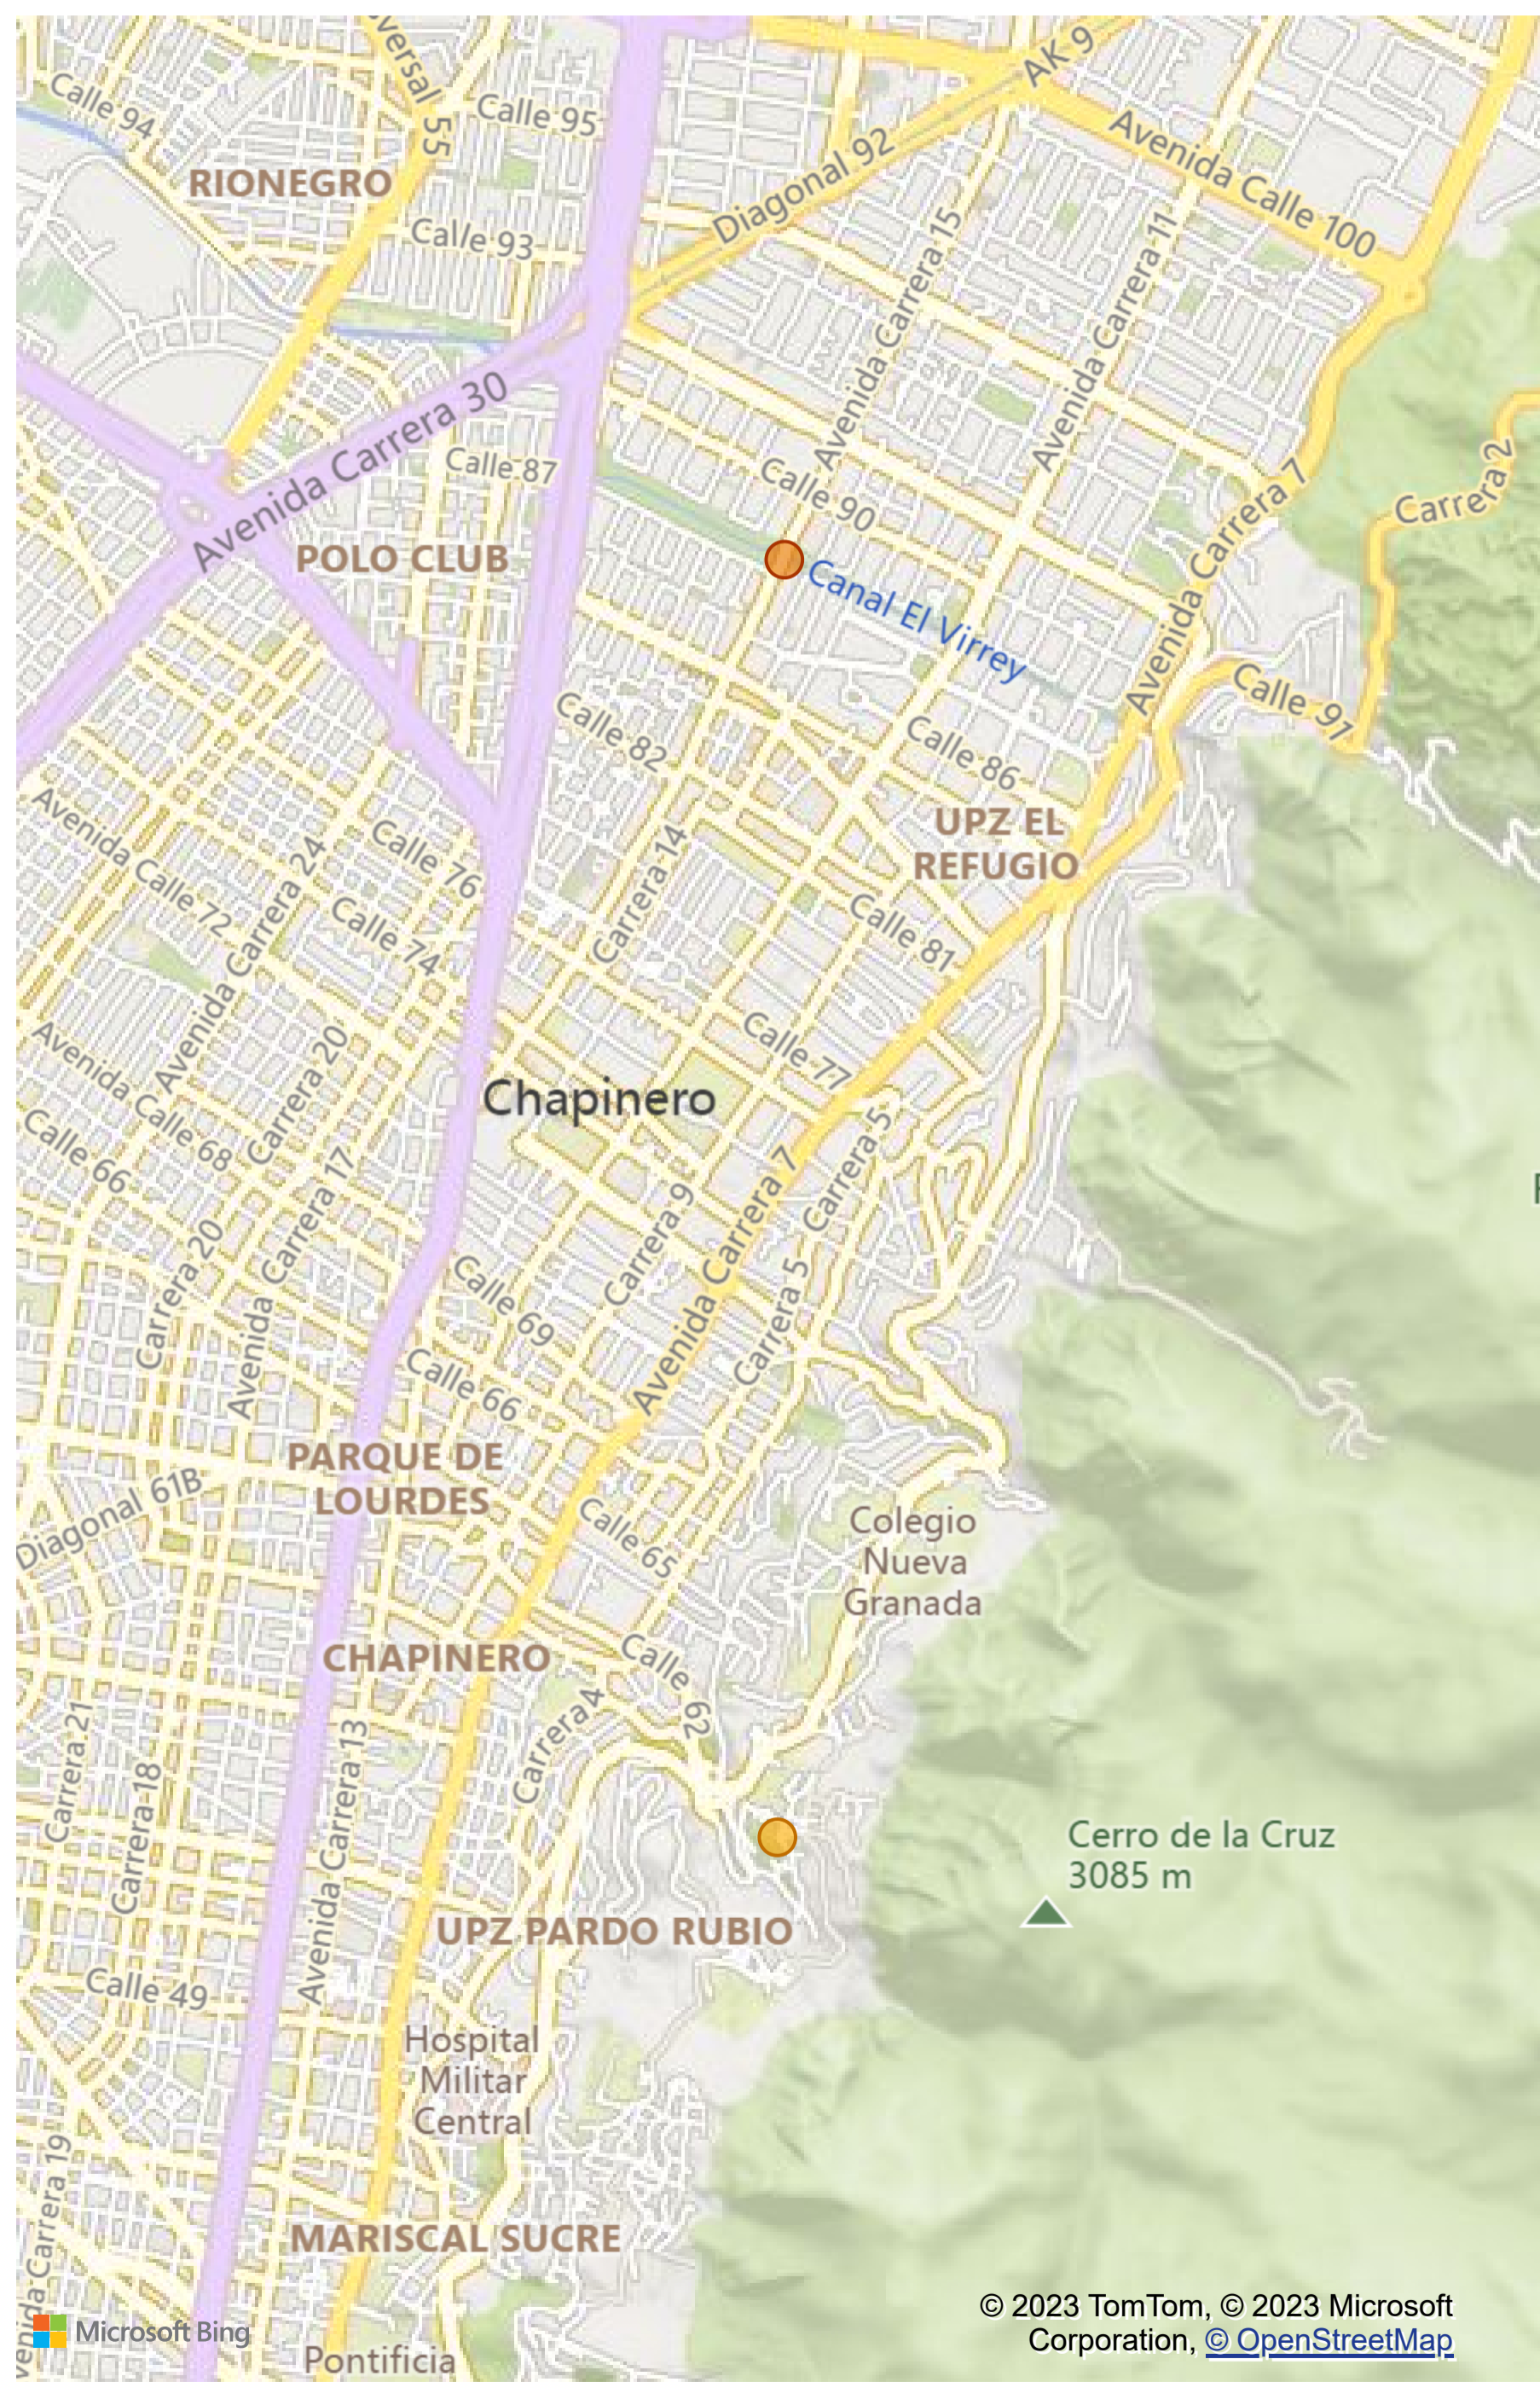 AK 9
versal 55
Calle 94
Calle 95
RIONEGRO
Avenida Calle 100
Diagonal 92
Calle 93
Avenida Carrera 15
Avenida Carrera 11
Avenida Carrera 30
Calle 87
Calle 90
Carrera 2
Avenida Carrera 7
POLO CLUB
Canal El Virrey
Calle 91
Calle 82
Calle 86
UPZ EL
REFUGIO
Avenida Calle 72
Calle 76
Avenida Carrera 24
Carrera 14
Calle 74
Calle 81
Avenida Calle 68
Carrera 20
Calle 77
Chapinero
Calle 66
Carrera 5
Carrera 20
Avenida Carrera 17
Carrera 9
Avenida Carrera 7
Carrera 5
Calle 69
Calle 66
PARQUE DE
LOURDES
Diagonal 61B
Calle 65
Colegio
Nueva
Granada
CHAPINERO
Calle 62
Carrera 4
Carrera 21
Carrera 18
Avenida Carrera 13
Cerro de la Cruz
3085 m
UPZ PARDO RUBIO
Calle 49
Hospital
Militar
Central
MARISCAL SUCRE
venida Carrera 19
Microsoft Bing
Pontificia
© 2023 TomTom, © 2023 Microsoft
Corporation, © OpenStreetMap